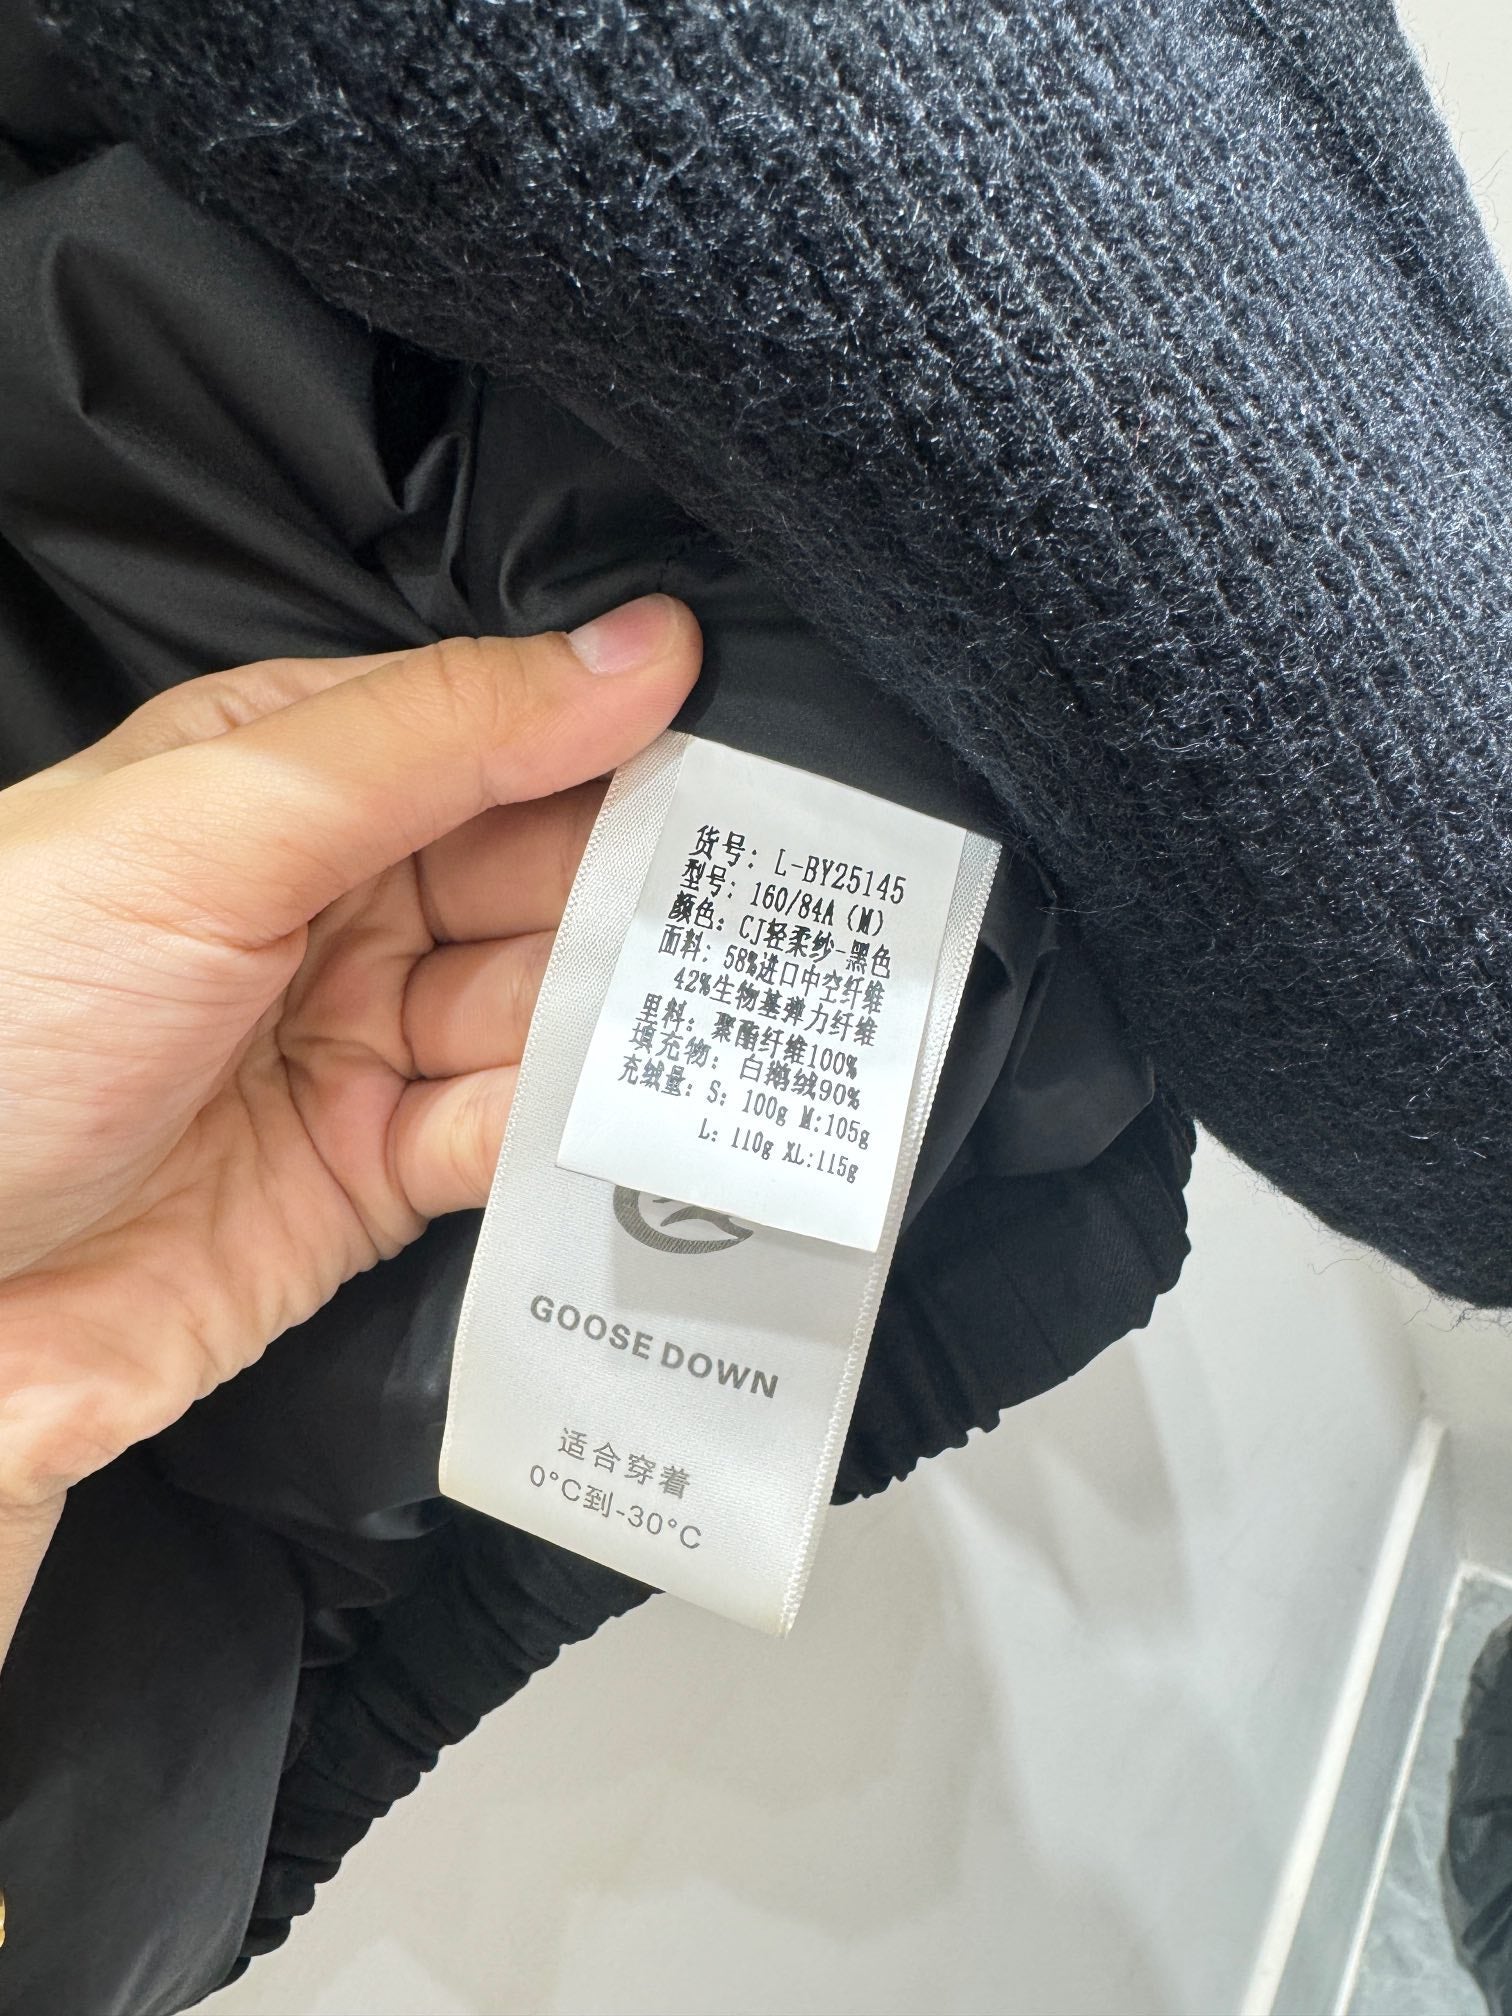 货号: L-BY25145
型号: 160/84A (M)
颜色: CJ轻柔纱-黑色
面料: 58%进口中空纤维
42%生物基弹力纤维
里料: 聚酯纤维100%
填充物: 白鹅绒90%
充绒量: S: 100g M:105g
L: 110g XL:115g
GOOSE DOWN
适合穿着
0°C到-30°C